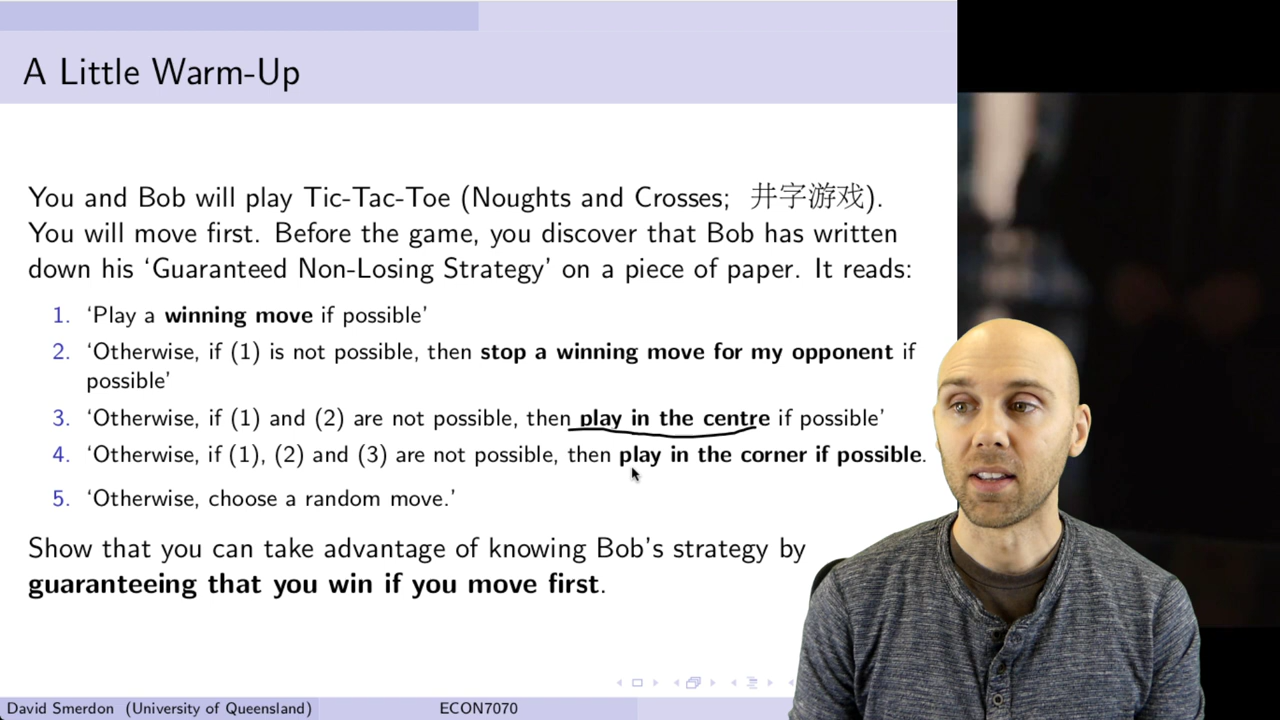 A Little Warm-Up
You and Bob will play Tic-Tac-Toe (Noughts and Crosses; 井字游戏).
You will move first. Before the game, you discover that Bob has written
down his ‘Guaranteed Non-Losing Strategy’ on a piece of paper. It reads:
1. ‘Play a winning move if possible’
2. ‘Otherwise, if (1) is not possible, then stop a winning move for my opponent if
possible’
3. ‘Otherwise, if (1) and (2) are not possible, then play in the centre if possible’
4. ‘Otherwise, if (1), (2) and (3) are not possible, then play in the corner if possible.
5. ‘Otherwise, choose a random move.’
Show that you can take advantage of knowing Bob’s strategy by
guaranteeing that you win if you move first.
David Smerdon (University of Queensland) ECON7070